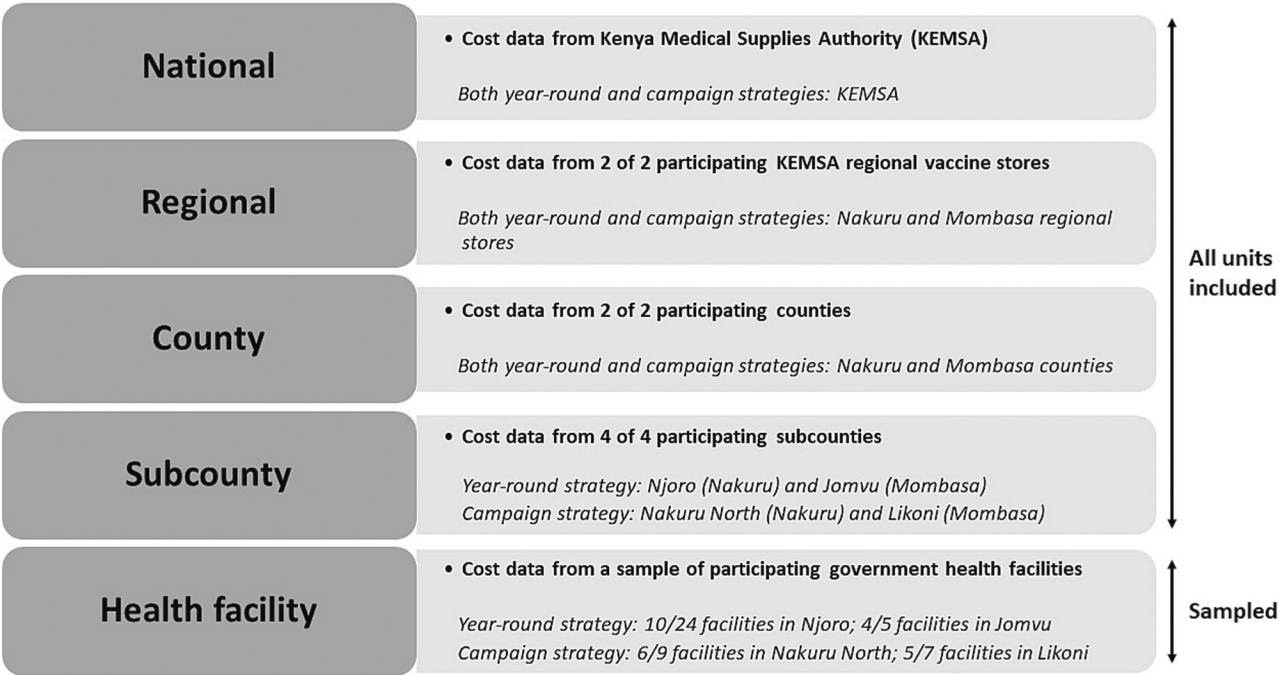 National
• Cost data from Kenya Medical Supplies Authority (KEMSA)
Both year-round and campaign strategies: KEMSA
Regional
• Cost data from 2 of 2 participating KEMSA regional vaccine stores
Both year-round and campaign strategies: Nakuru and Mombasa regional
stores
County
• Cost data from 2 of 2 participating counties
Both year-round and campaign strategies: Nakuru and Mombasa counties
Subcounty
• Cost data from 4 of 4 participating subcounties
Year-round strategy: Njoro (Nakuru) and Jomvu (Mombasa)
Campaign strategy: Nakuru North (Nakuru) and Likoni (Mombasa)
All units
included
Health facility
• Cost data from a sample of participating government health facilities
Year-round strategy: 10/24 facilities in Njoro; 4/5 facilities in Jomvu
Campaign strategy: 6/9 facilities in Nakuru North; 5/7 facilities in Likoni
Sampled